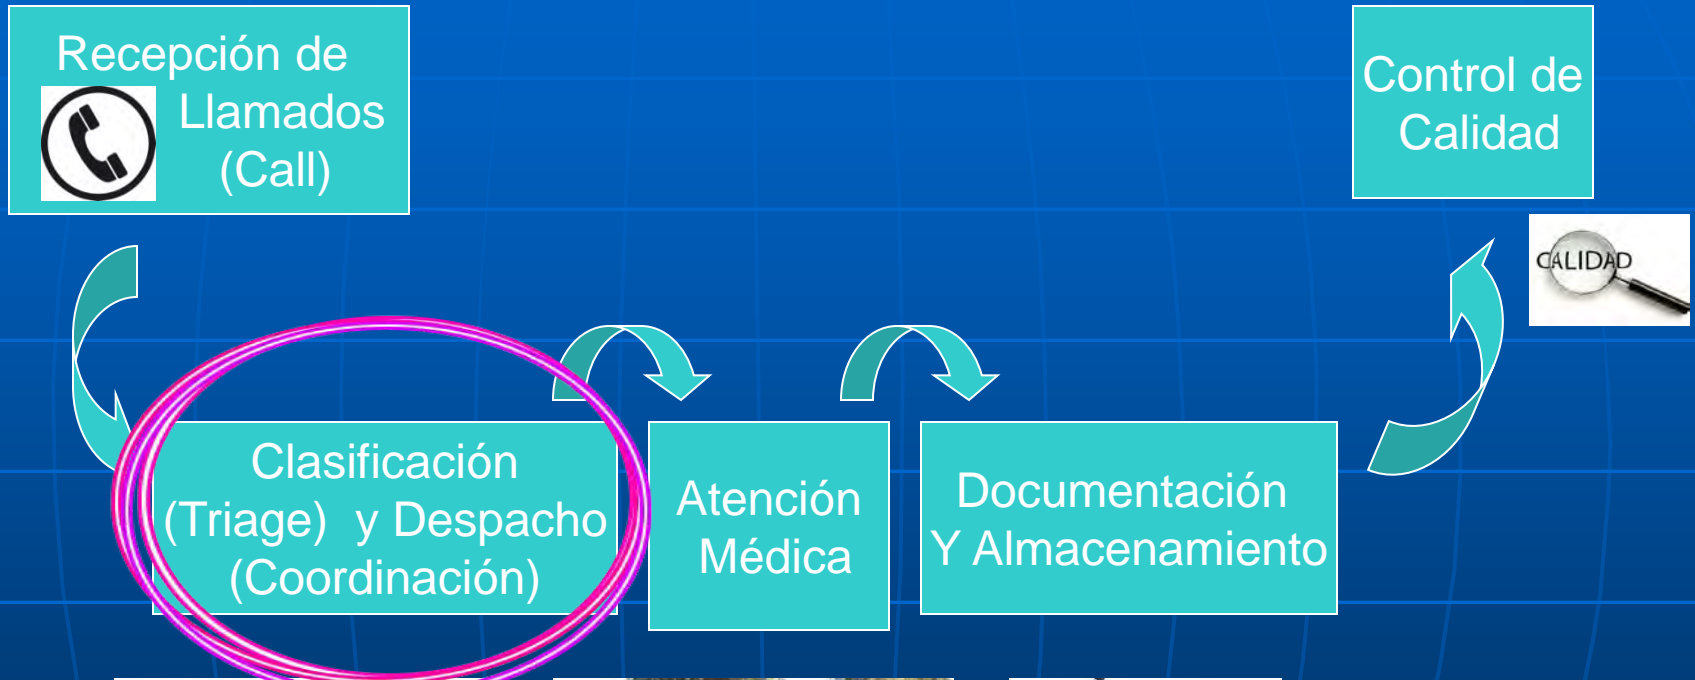 Recepción de
Llamados
(Call)
Clasificación
(Triage) y Despacho
(Coordinación)
Atención
Médica
Documentación
Y Almacenamiento
Control de
Calidad
CALIDAD